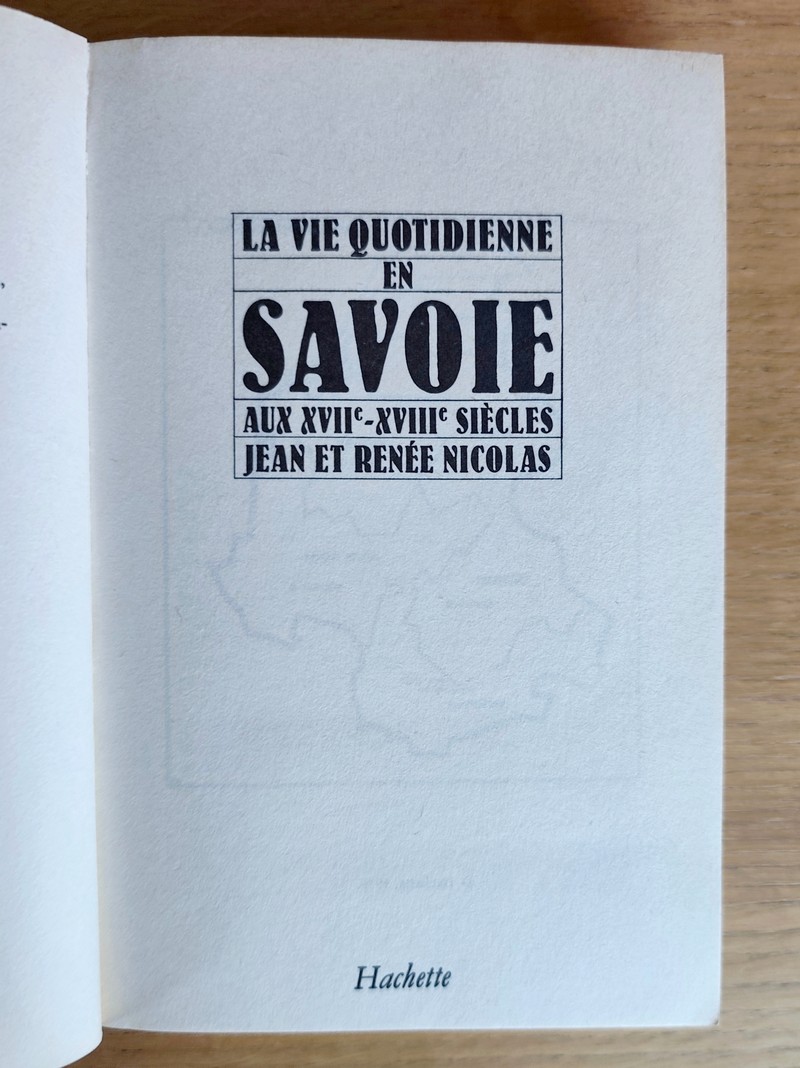 LA VIE QUOTIDIENNE
EN
SAVOIE
AUX XVIIe-XVIIIe SIÈCLES
JEAN ET RENÉE NICOLAS
Hachette